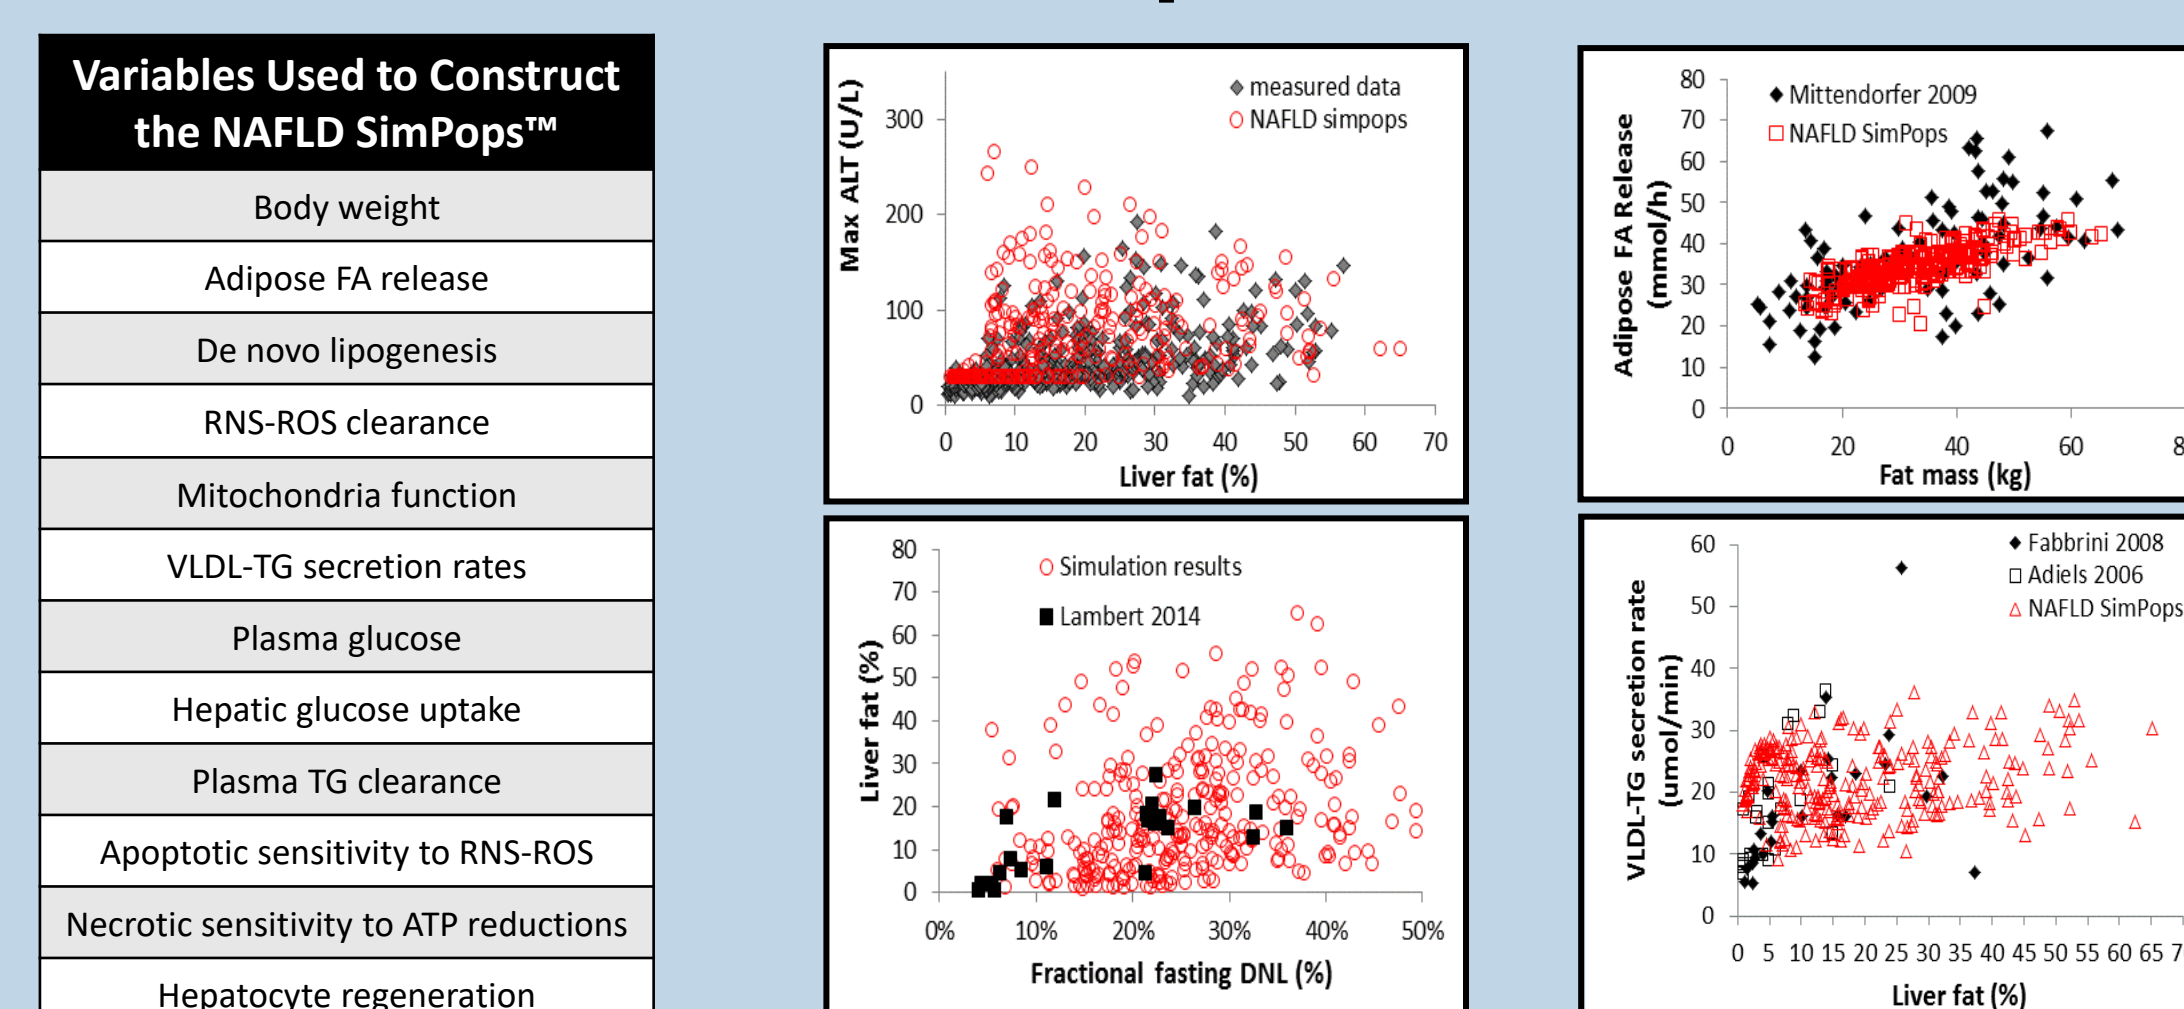 Variables Used to Construct
the NAFLD SimPops™
Body weight
Adipose FA release
De novo lipogenesis
RNS-ROS clearance
Mitochondria function
VLDL-TG secretion rates
Plasma glucose
Hepatic glucose uptake
Plasma TG clearance
Apoptotic sensitivity to RNS-ROS
Necrotic sensitivity to ATP reductions
Hepatocyte regeneration
Max ALT (U/L)
measured data
NAFLD simpops
300
200
100
0
0 10 20 30 40 50 60 70
Liver fat (%)
Adipose FA Release
(mmol/h)
Mittendorfer 2009
NAFLD SimPops
80
70
60
50
40
30
20
10
0
0 20 40 60 8
Fat mass (kg)
Liver fat (%)
Simulation results
Lambert 2014
80
70
60
50
40
30
20
10
0
0% 10% 20% 30% 40% 50%
Fractional fasting DNL (%)
VLDL-TG secretion rate
(umol/min)
Fabbrini 2008
Adiels 2006
NAFLD SimPops
60
50
40
30
20
10
0
0 5 10 15 20 25 30 35 40 45 50 55 60 65 7
Liver fat (%)